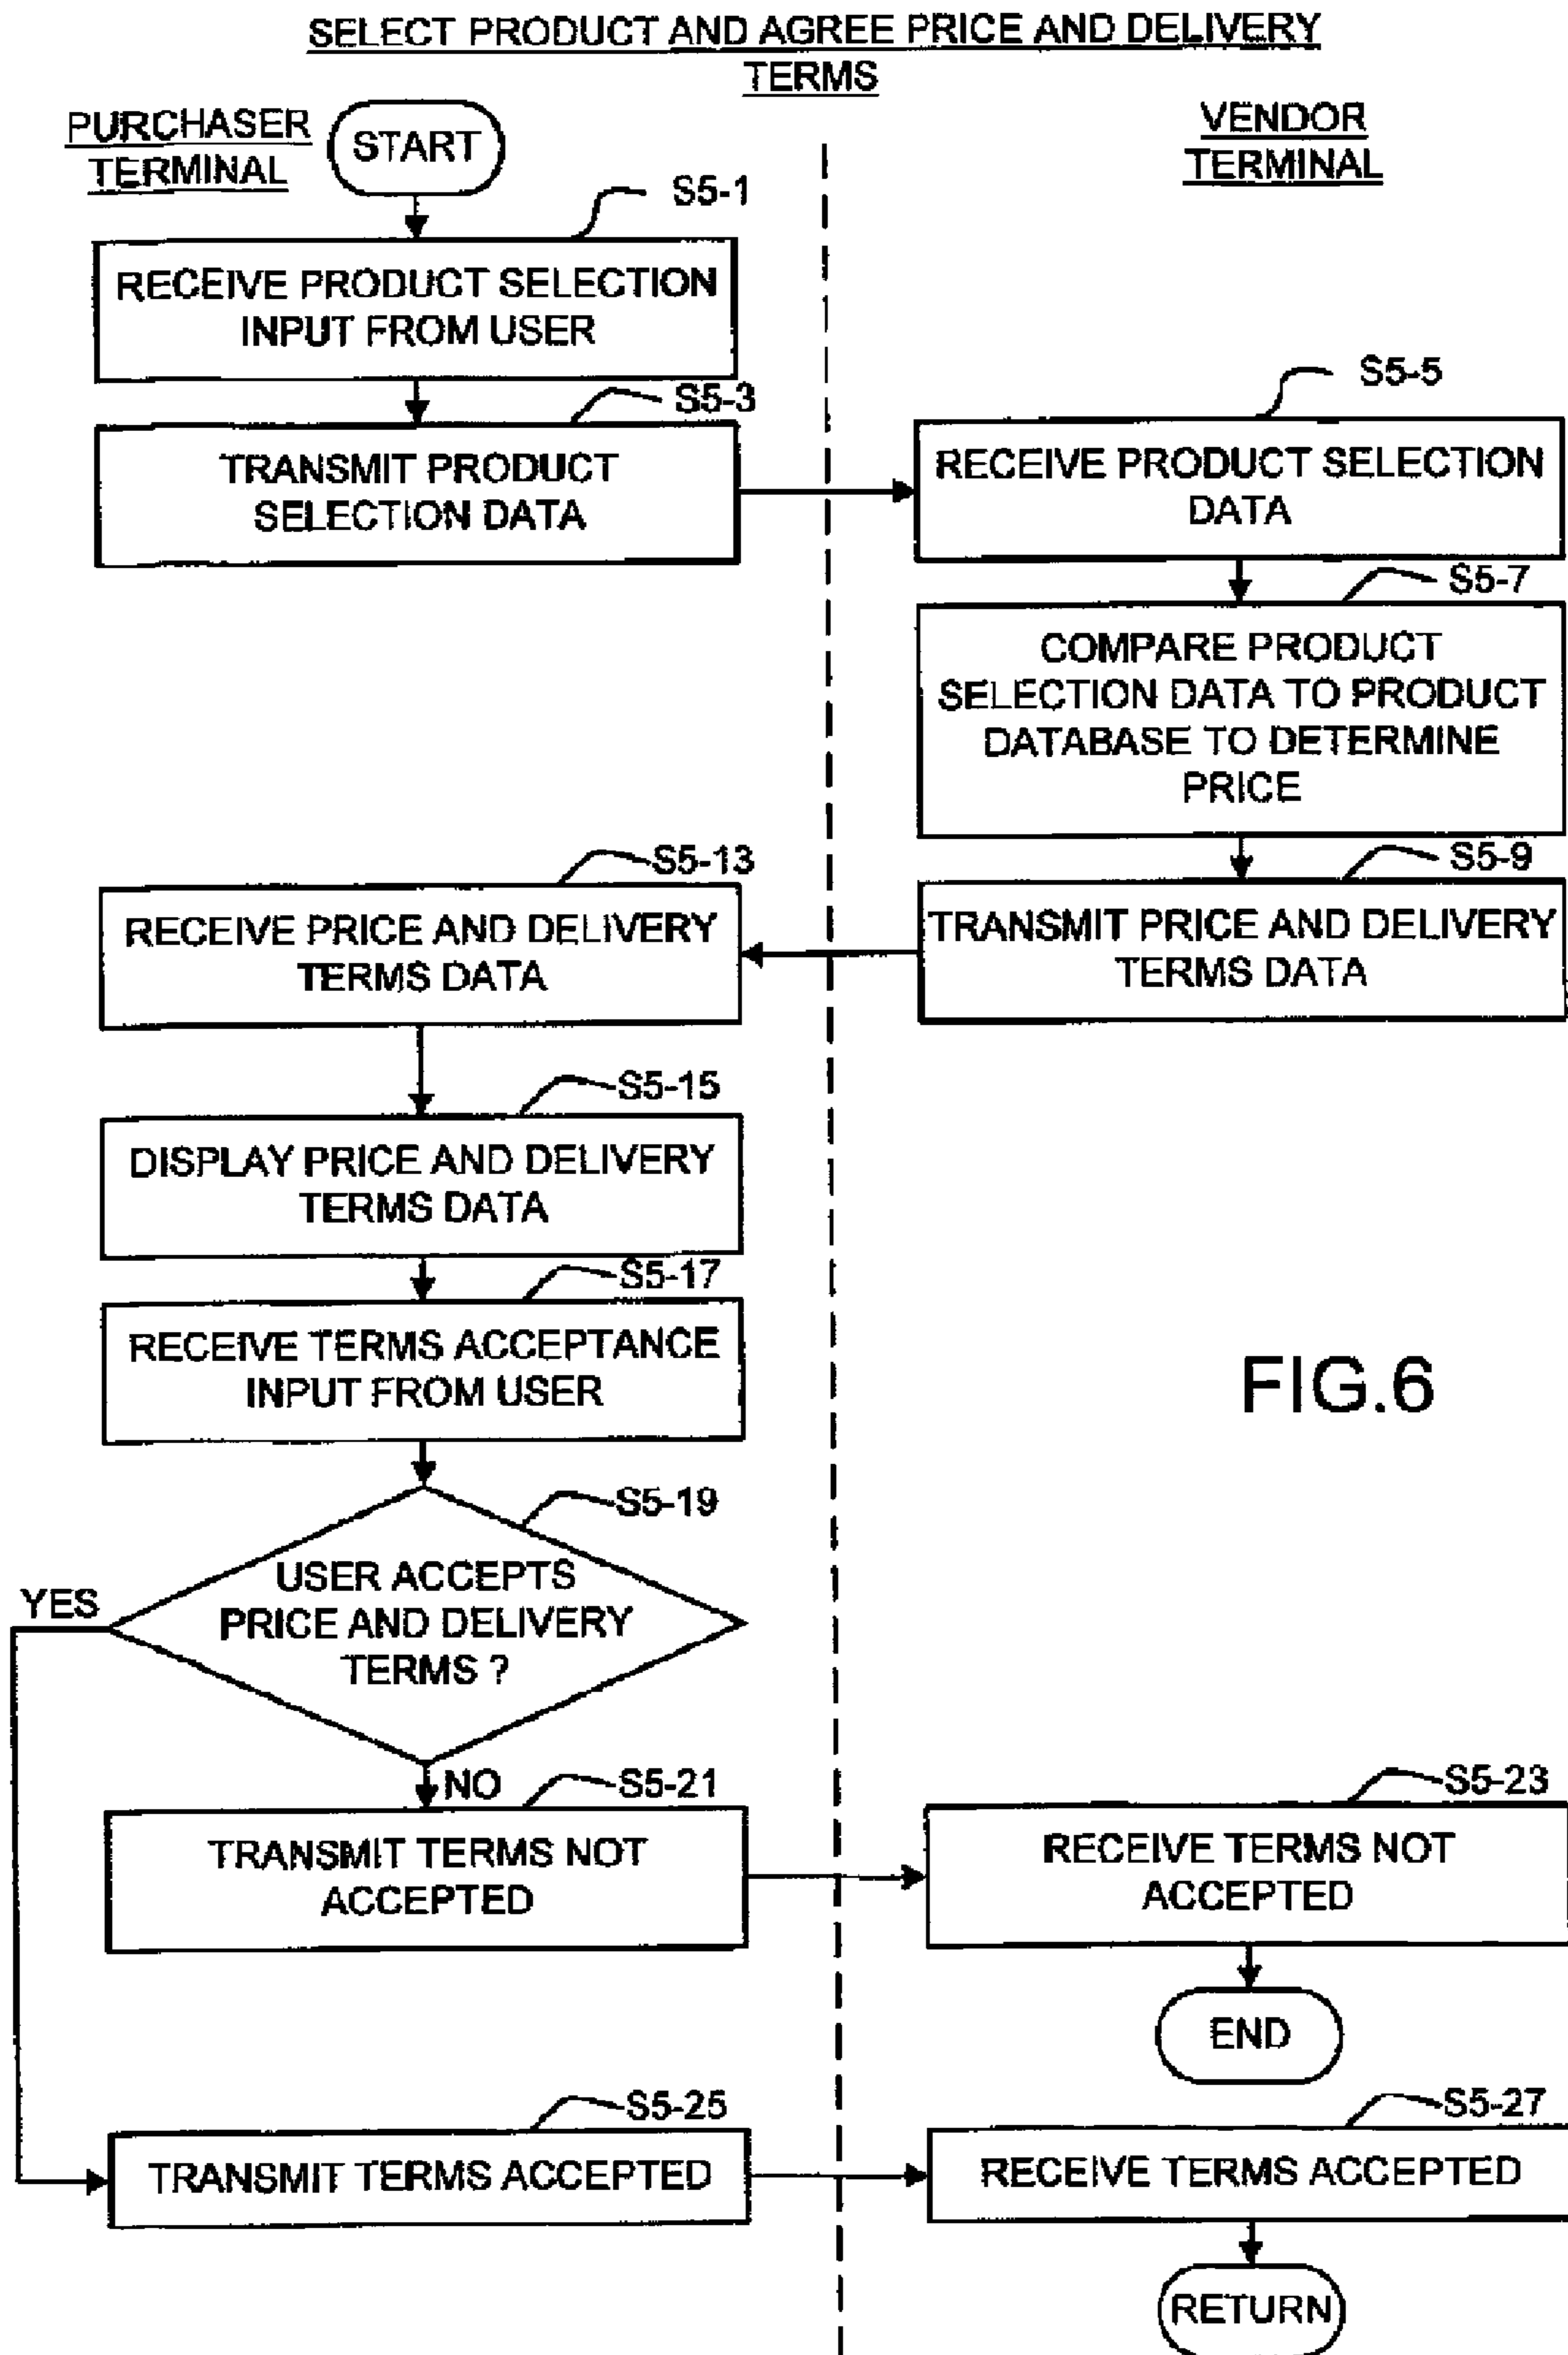 SELECT PRODUCT AND AGREE PRICE AND DELIVERY
TERMS
PURCHASER
TERMINAL
START
VENDOR
TERMINAL
S5-1
RECEIVE PRODUCT SELECTION
INPUT FROM USER
S5-3
TRANSMIT PRODUCT
SELECTION DATA
S5-5
RECEIVE PRODUCT SELECTION
DATA
S5-7
COMPARE PRODUCT
SELECTION DATA TO PRODUCT
DATABASE TO DETERMINE
PRICE
S5-9
TRANSMIT PRICE AND DELIVERY
TERMS DATA
S5-13
RECEIVE PRICE AND DELIVERY
TERMS DATA
S5-15
DISPLAY PRICE AND DELIVERY
TERMS DATA
S5-17
RECEIVE TERMS ACCEPTANCE
INPUT FROM USER
FIG.6
S5-19
USER ACCEPTS
PRICE AND DELIVERY
TERMS ?
YES
NO
S5-21
TRANSMIT TERMS NOT
ACCEPTED
S5-23
RECEIVE TERMS NOT
ACCEPTED
END
S5-25
TRANSMIT TERMS ACCEPTED
S5-27
RECEIVE TERMS ACCEPTED
RETURN